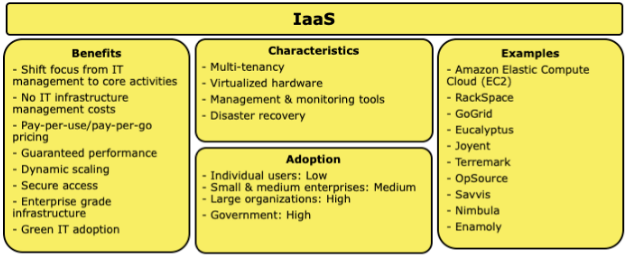 IaaS
Benefits
- Shift focus from IT
management to core activities
- No IT infrastructure
management costs
- Pay-per-use/pay-per-go
pricing
- Guaranteed performance
- Dynamic scaling
- Secure access
- Enterprise grade
infrastructure
- Green IT adoption
Characteristics
- Multi-tenancy
- Virtualized hardware
- Management & monitoring tools
- Disaster recovery
Adoption
- Individual users: Low
- Small & medium enterprises: Medium
- Large organizations: High
- Government: High
Examples
- Amazon Elastic Compute
Cloud (EC2)
- RackSpace
- GoGrid
- Eucalyptus
- Joyent
- Terremark
- OpSource
- Savvis
- Nimbula
- Enamoly